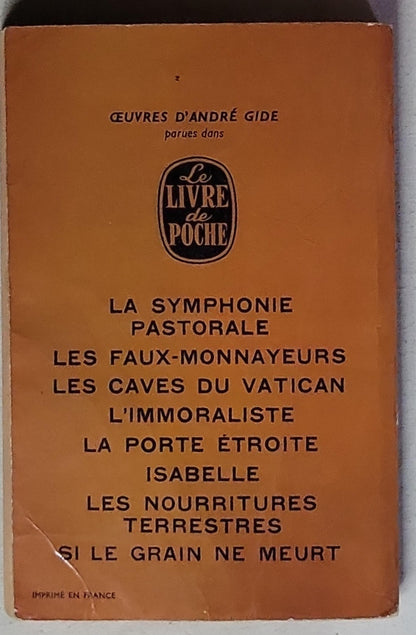 ŒUVRES D'ANDRÉ GIDE
parues dans
Le
LIVRE
de
POCHE
LA SYMPHONIE
PASTORALE
LES FAUX-MONNAYEURS
LES CAVES DU VATICAN
L'IMMORALISTE
LA PORTE ÉTROITE
ISABELLE
LES NOURRITURES
TERRESTRES
SI LE GRAIN NE MEURT
IMPRIMÉ EN FRANCE